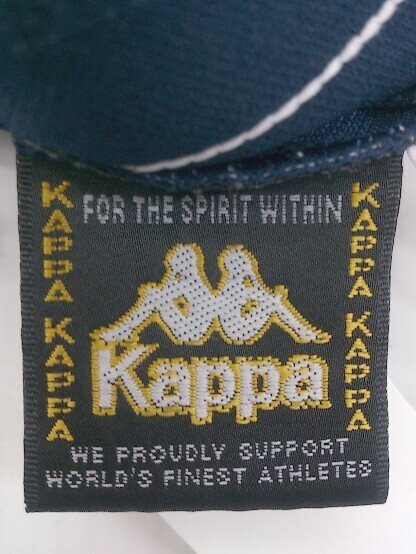 FOR THE SPIRIT WITHIN
KAPPA KAPPA
KAPPA KAPPA
Kappa
WE PROUDLY SUPPORT
WORLD'S FINEST ATHLETES